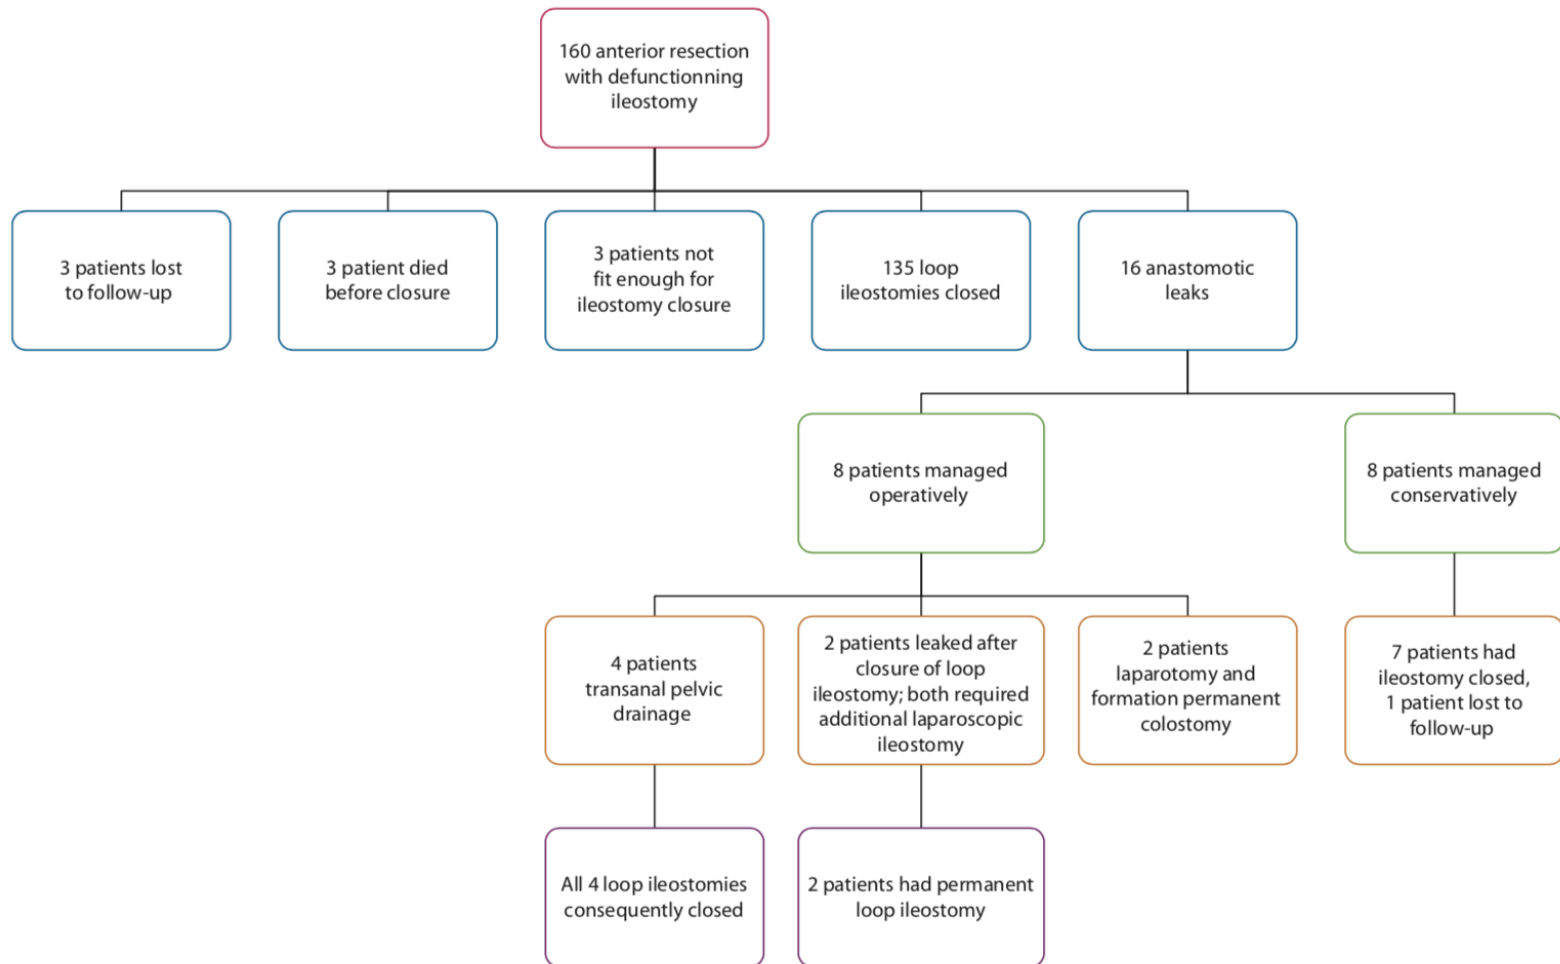 160 anterior resection
with defunctionning
ileostomy
3 patients lost
to follow-up
3 patient died
before closure
3 patients not
fit enough for
ileostomy closure
135 loop
ileostomies closed
16 anastomotic
leaks
8 patients managed
operatively
8 patients managed
conservatively
4 patients
transanal pelvic
drainage
2 patients leaked after
closure of loop
ileostomy; both required
additional laparoscopic
ileostomy
2 patients
laparotomy and
formation permanent
colostomy
7 patients had
ileostomy closed,
1 patient lost to
follow-up
All 4 loop ileostomies
consequently closed
2 patients had permanent
loop ileostomy